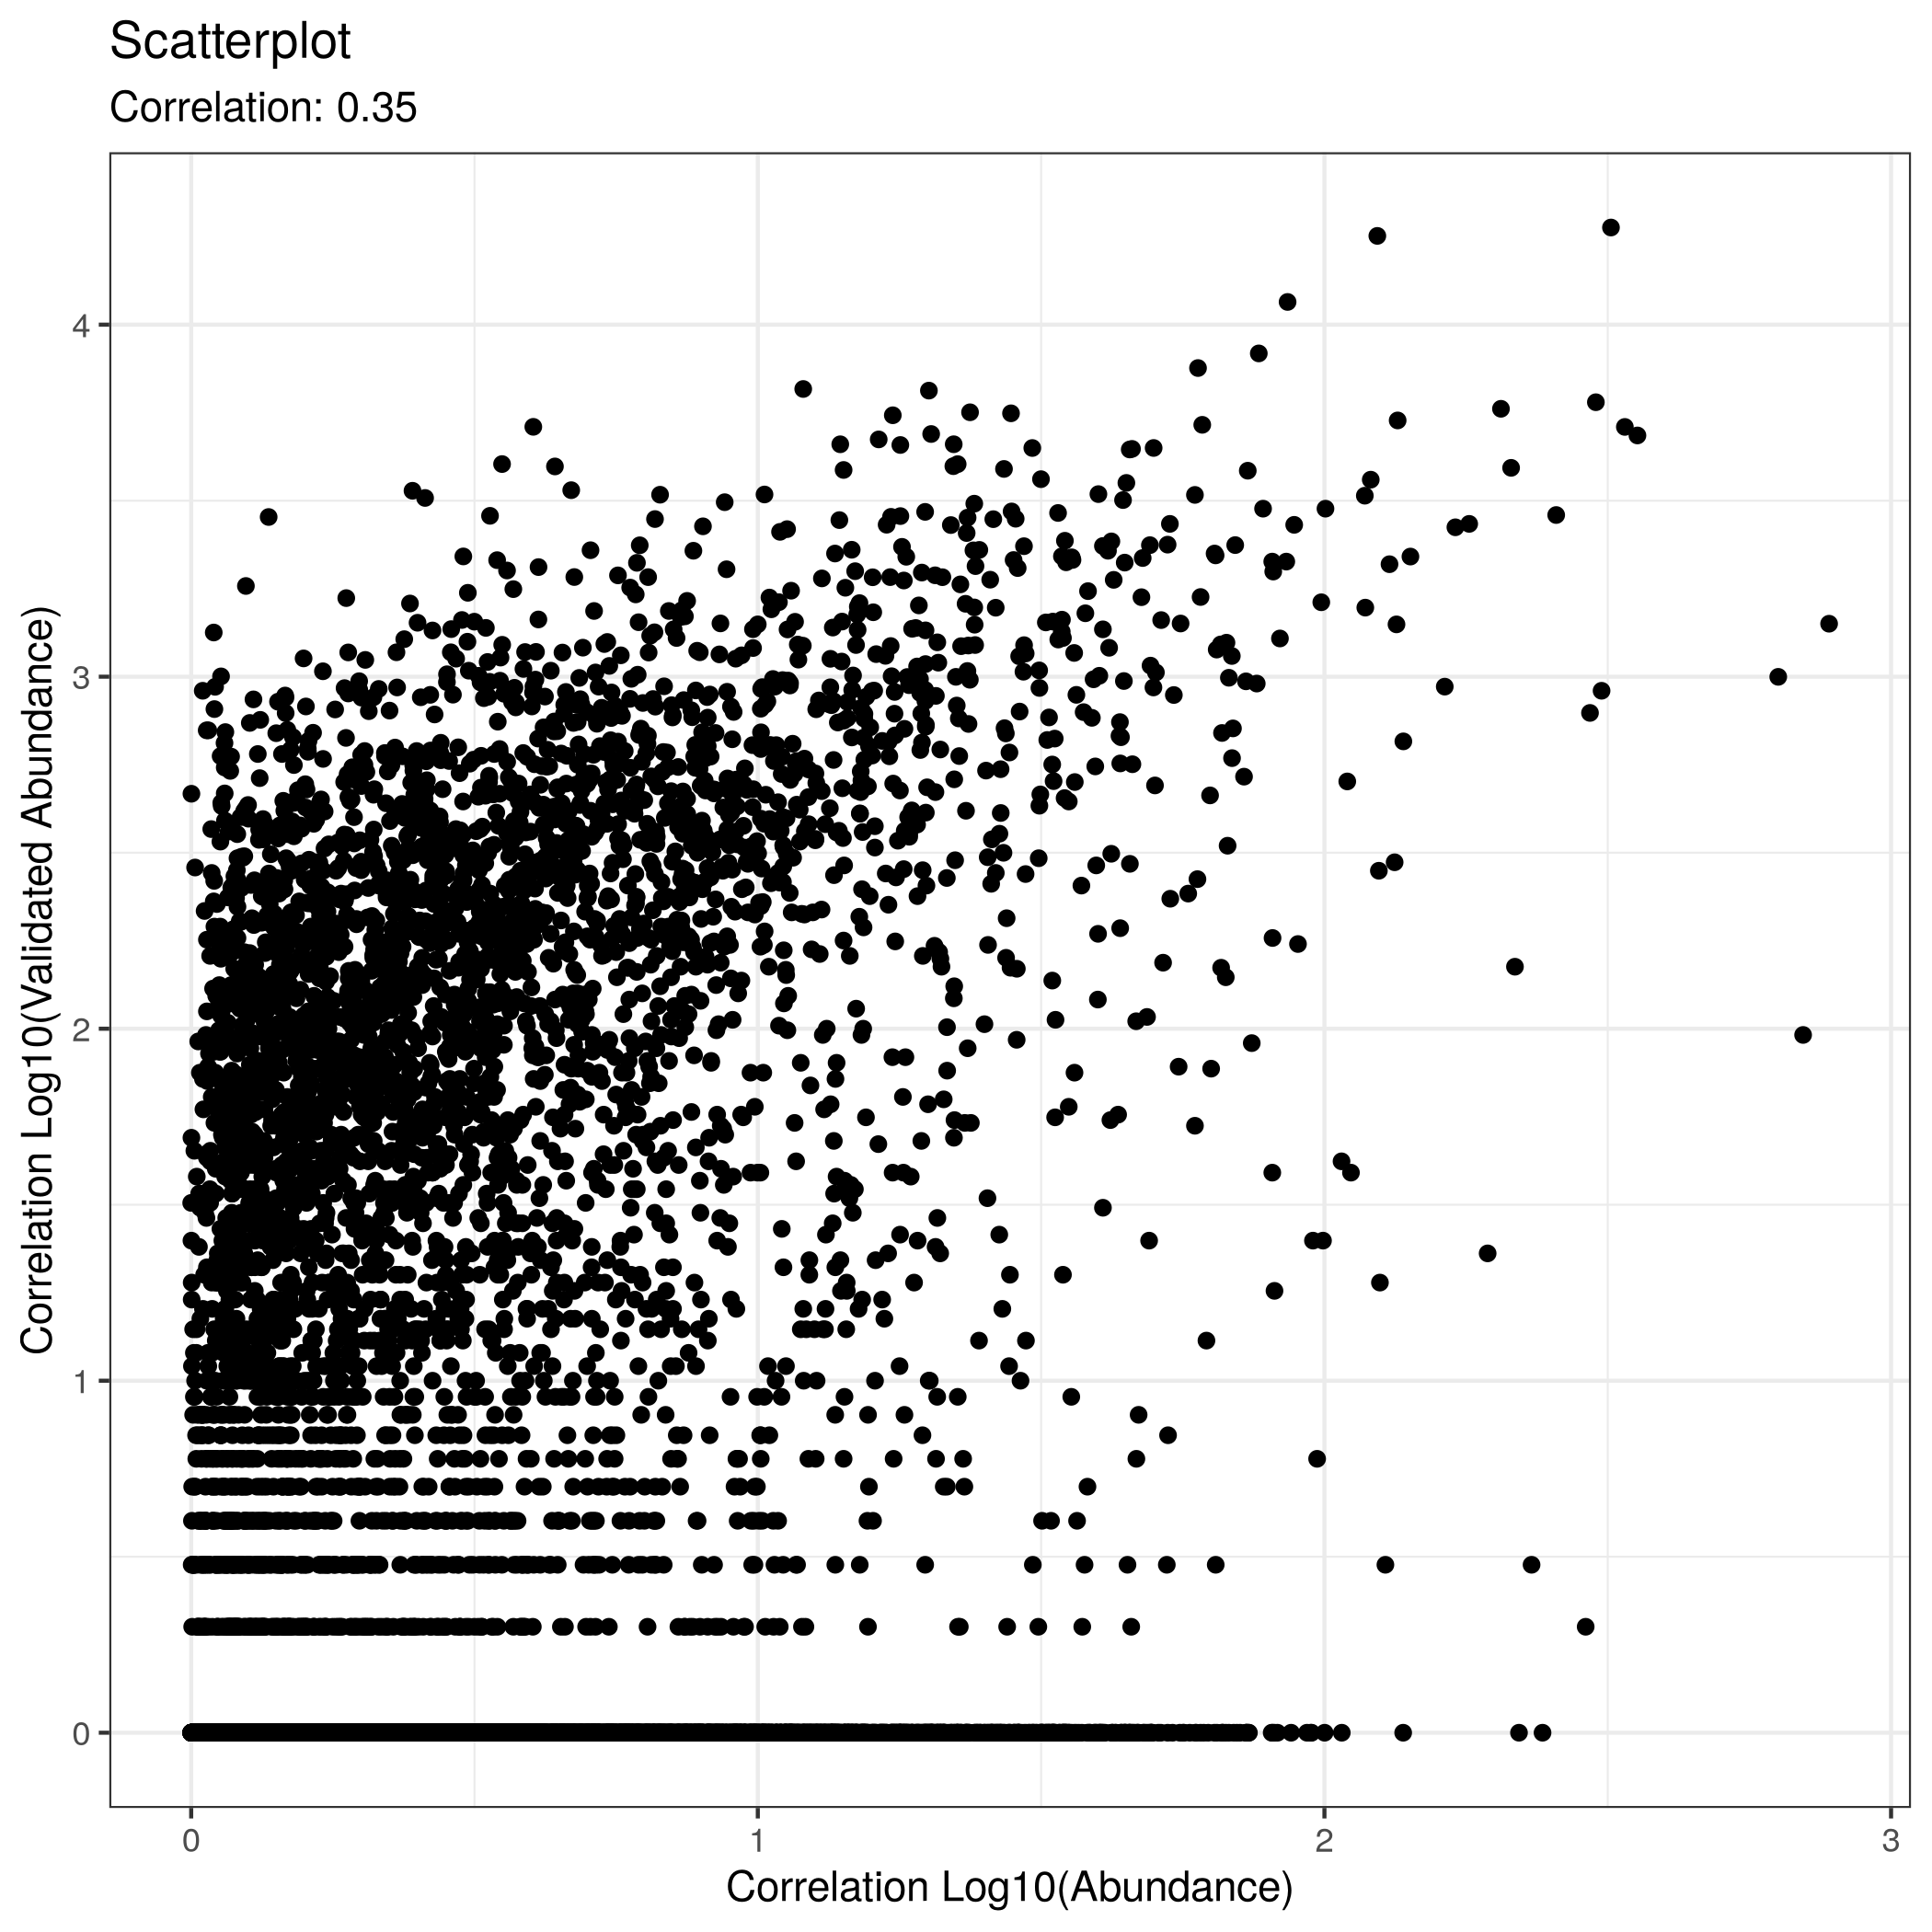 Scatterplot
Correlation: 0.35
Correlation Log10(Validated Abundance)
4
3
2
1
0
0 1 2 3
Correlation Log10(Abundance)